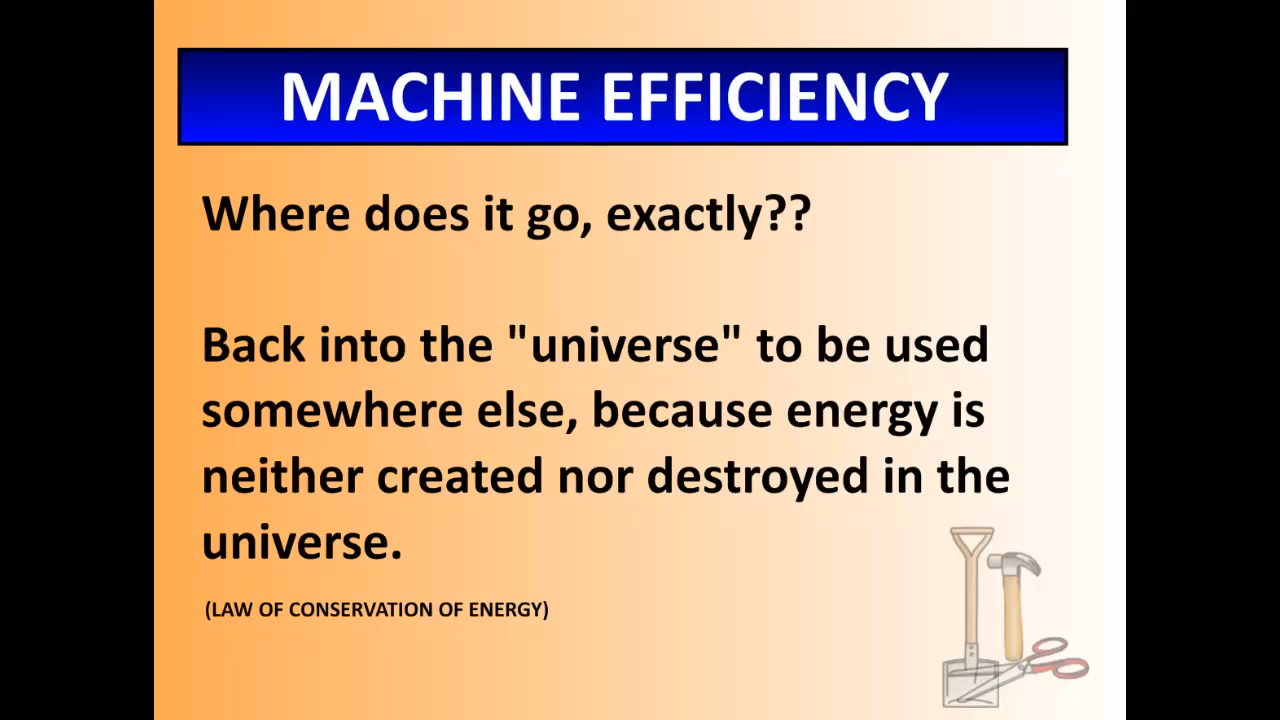 MACHINE EFFICIENCY
Where does it go, exactly??
Back into the "universe" to be used
somewhere else, because energy is
neither created nor destroyed in the
universe.
(LAW OF CONSERVATION OF ENERGY)